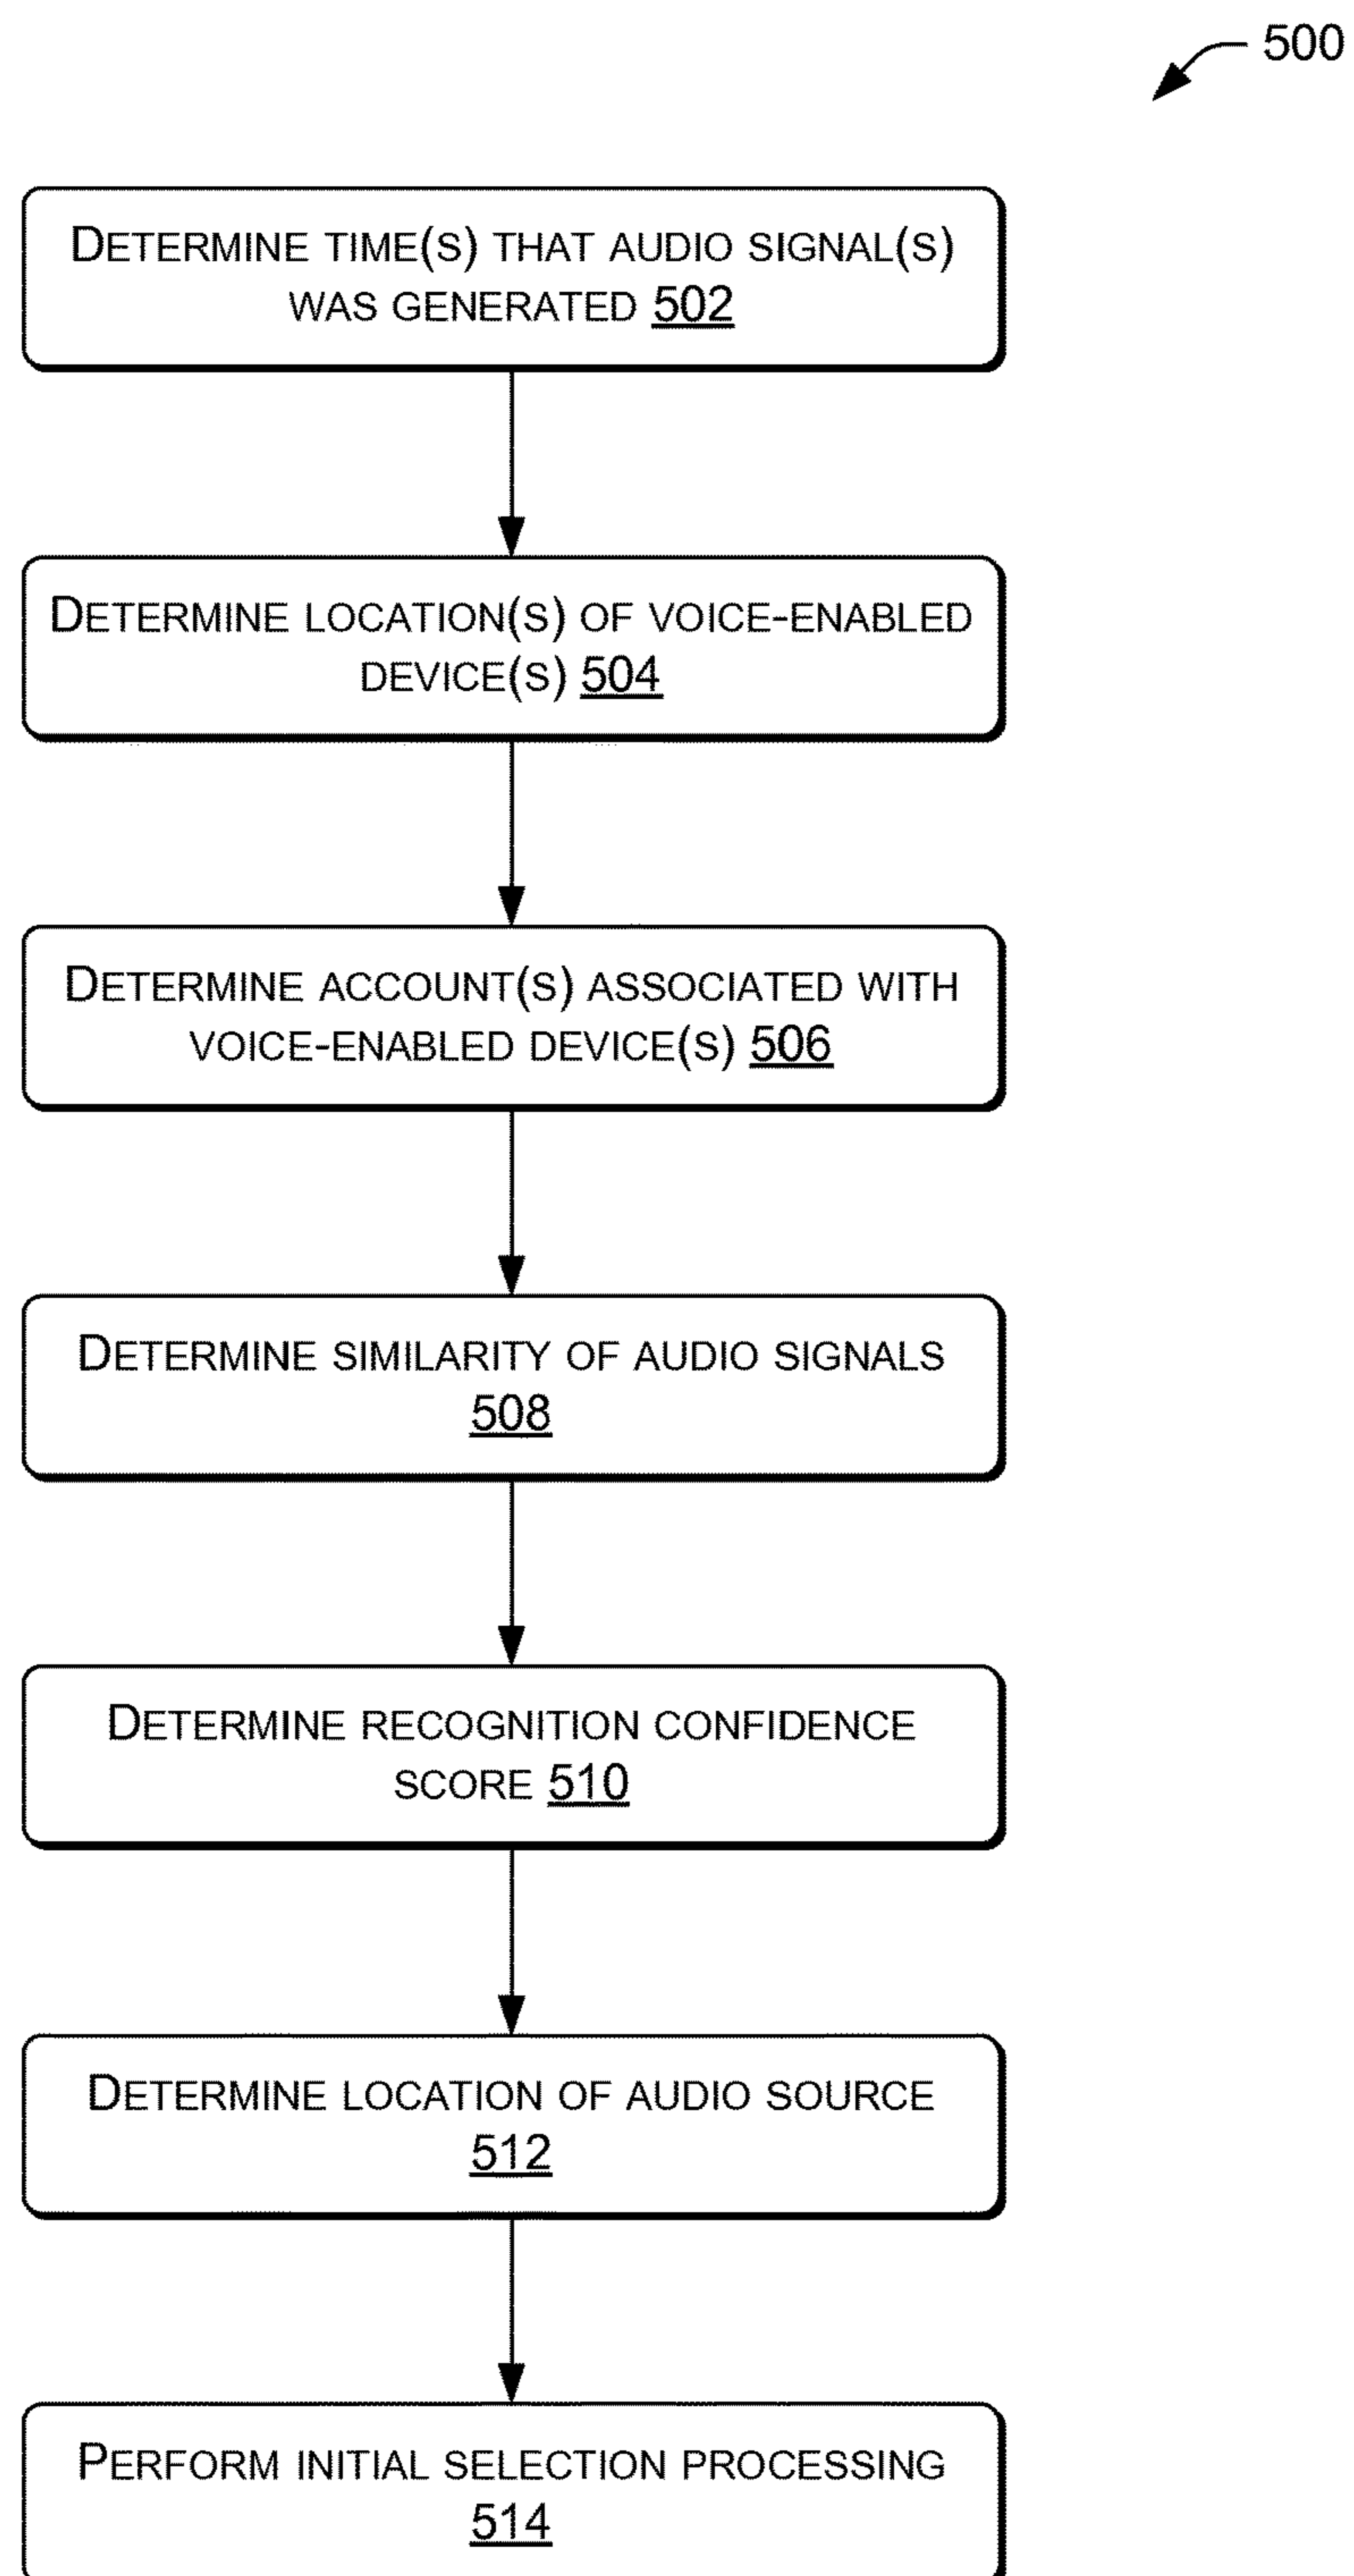 500
DETERMINE TIME(S) THAT AUDIO SIGNAL(S)
WAS GENERATED 502
DETERMINE LOCATION(S) OF VOICE-ENABLED
DEVICE(S) 504
DETERMINE ACCOUNT(S) ASSOCIATED WITH
VOICE-ENABLED DEVICE(S) 506
DETERMINE SIMILARITY OF AUDIO SIGNALS
508
DETERMINE RECOGNITION CONFIDENCE
SCORE 510
DETERMINE LOCATION OF AUDIO SOURCE
512
PERFORM INITIAL SELECTION PROCESSING
514